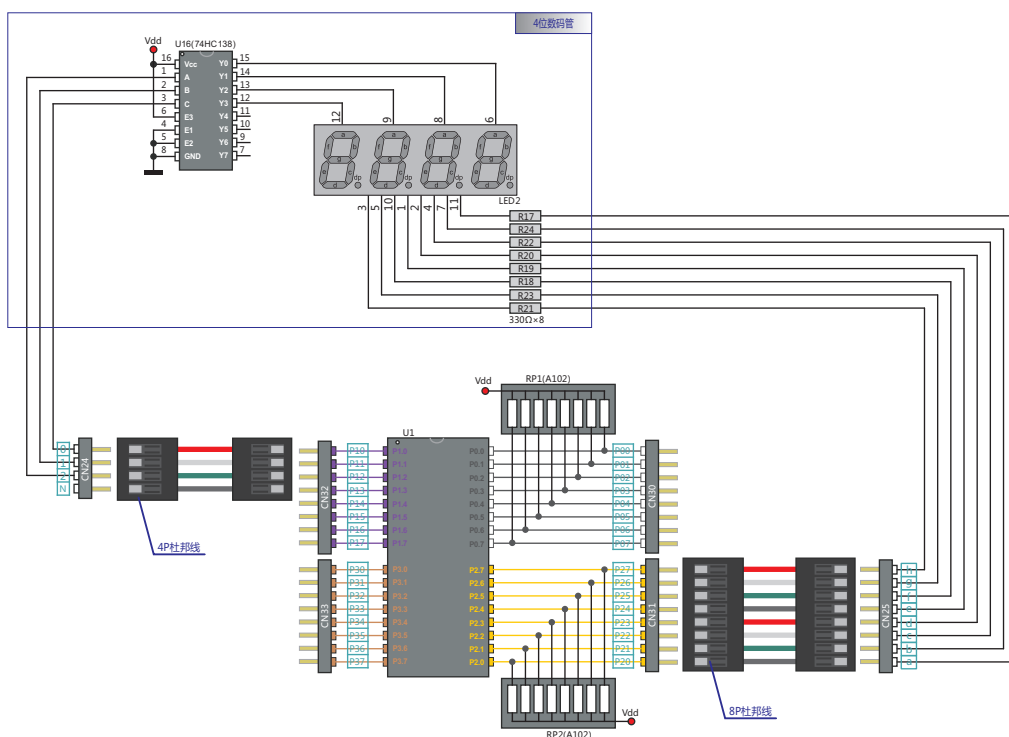 4位数码管
Vdd
U16(74HC138)
16 Vcc Y0 15
1 A Y1 14
2 B Y2 13
3 C Y3 12
6 E3 Y4 11
4 E1 Y5 10
5 E2 Y6 9
8 GND Y7 7
12 9 8 6
a a a a
f b f b f b f b
g g g g
e c e c e c e c
d dp d dp d dp d dp
LED2
3 5 10 1 2 4 7 11
R17
R24
R22
R20
R19
R18
R23
R21
330Ω×8
Vdd
RP1(A102)
U1
CN24
2
N
4P杜邦线
CN32
P10 P1.0
P11 P1.1
P12 P1.2
P13 P1.3
P14 P1.4
P15 P1.5
P16 P1.6
P17 P1.7
P0.0 P00
P0.1 P01
P0.2 P02
P0.3 P03
P0.4 P04
P0.5 P05
P0.6 P06
P0.7 P07
CN30
CN33
P30 P3.0
P31 P3.1
P32 P3.2
P33 P3.3
P34 P3.4
P35 P3.5
P36 P3.6
P37 P3.7
P2.7 P27
P2.6 P26
P2.5 P25
P2.4 P24
P2.3 P23
P2.2 P22
P2.1 P21
P2.0 P20
CN31
CN25
h
g
f
e
d
c
b
a
8P杜邦线
Vdd
RP2(A102)